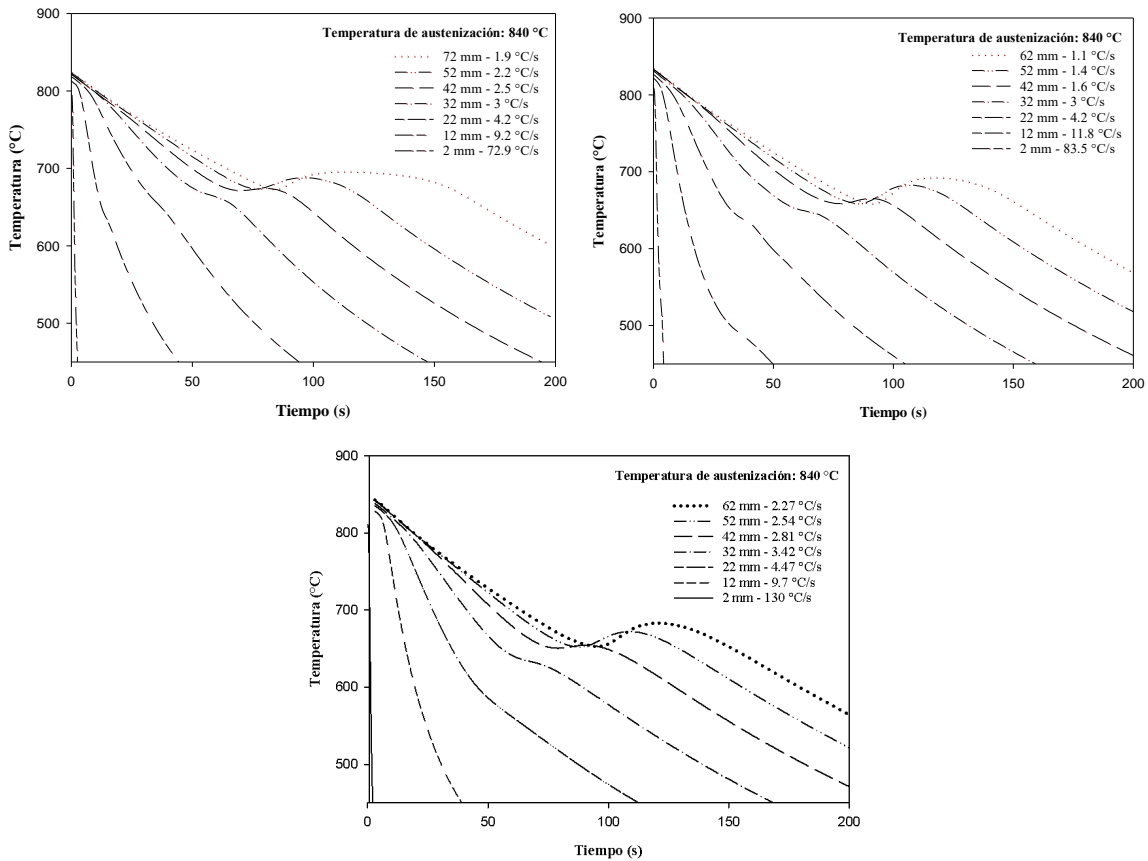 Temperatura de austenización: 840 °C
72 mm - 1.9 °C/s
52 mm - 2.2 °C/s
42 mm - 2.5 °C/s
32 mm - 3 °C/s
22 mm - 4.2 °C/s
12 mm - 9.2 °C/s
2 mm - 72.9 °C/s
Temperatura (°C)
900
800
700
600
500
0
50
100
150
200
Tiempo (s)
Temperatura de austenización: 840 °C
62 mm - 1.1 °C/s
52 mm - 1.4 °C/s
42 mm - 1.6 °C/s
32 mm - 3 °C/s
22 mm - 4.2 °C/s
12 mm - 11.8 °C/s
2 mm - 83.5 °C/s
Temperatura (°C)
900
800
700
600
500
0
50
100
150
200
Tiempo (s)
Temperatura de austenización: 840 °C
62 mm - 2.27 °C/s
52 mm - 2.54 °C/s
42 mm - 2.81 °C/s
32 mm - 3.42 °C/s
22 mm - 4.47 °C/s
12 mm - 9.7 °C/s
2 mm - 130 °C/s
Temperatura (°C)
900
800
700
600
500
0
50
100
150
200
Tiempo (s)